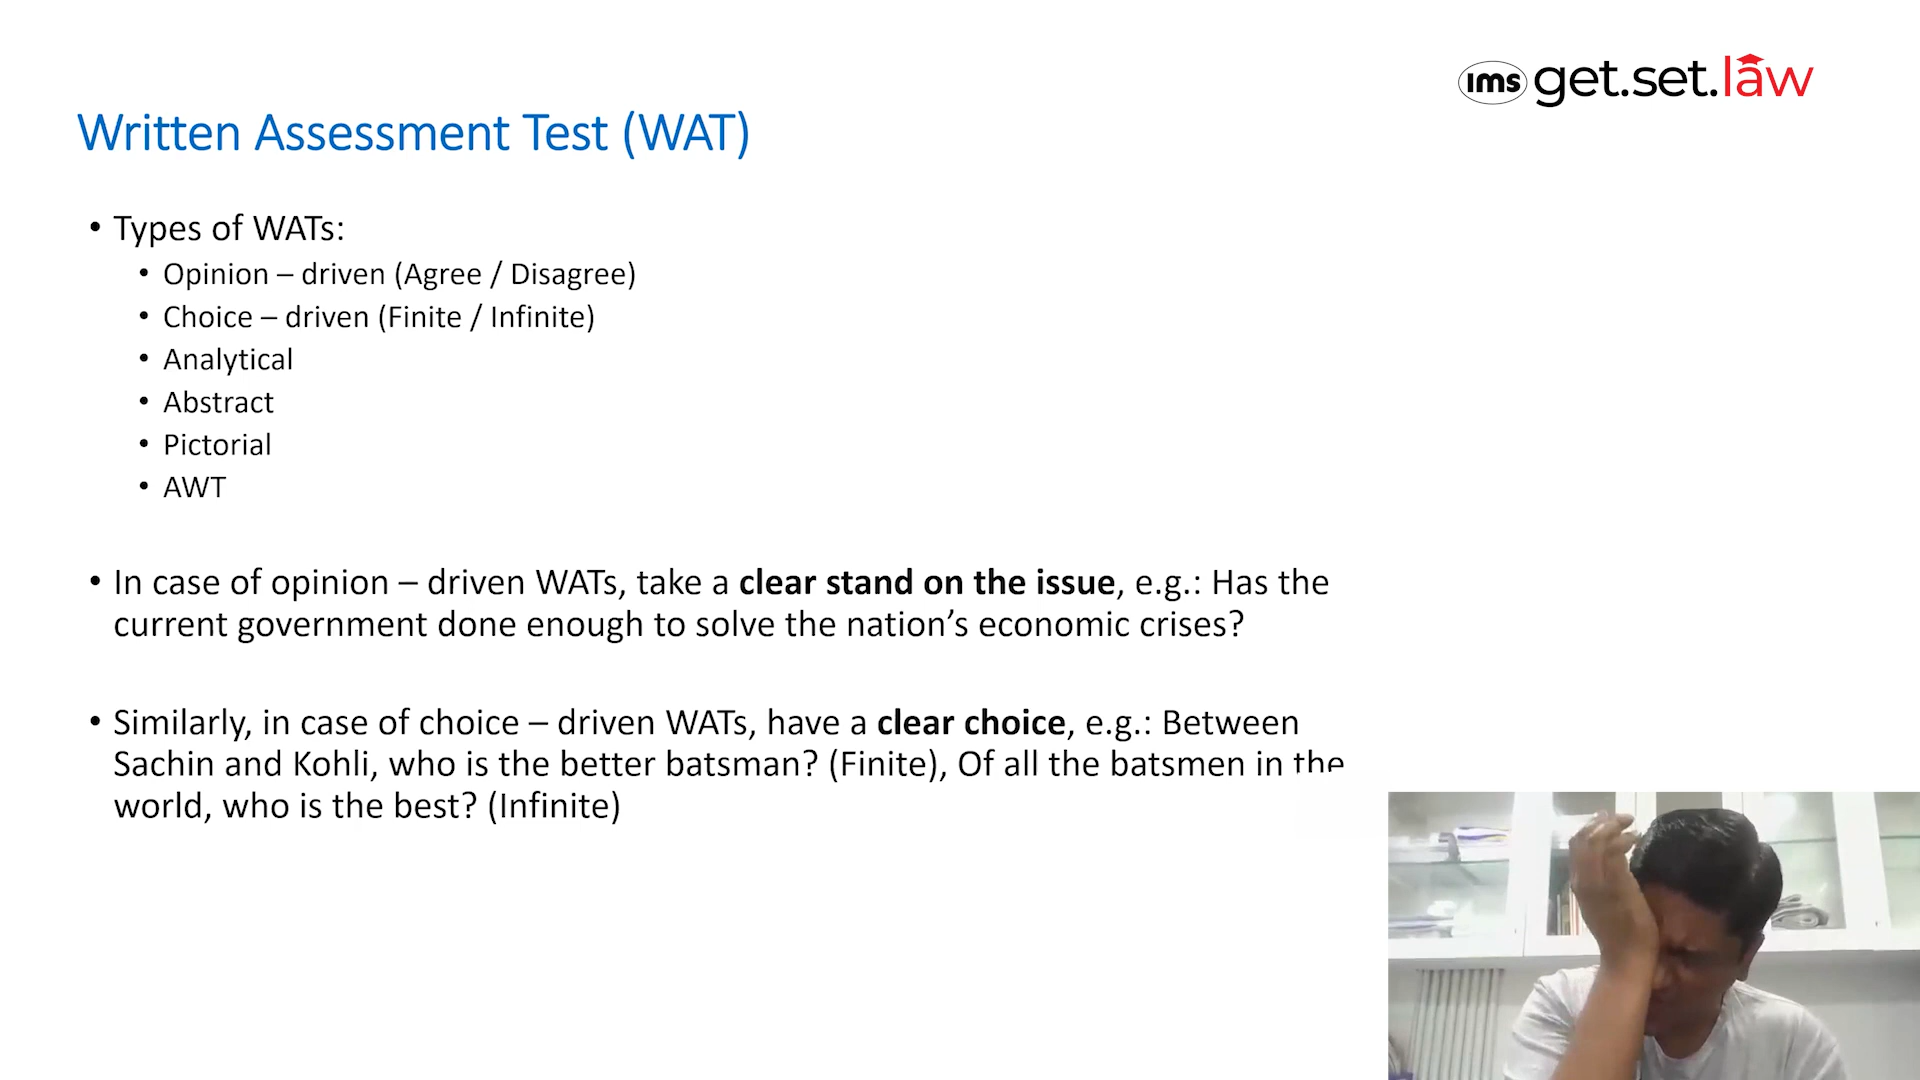 ims get.set.law
Written Assessment Test (WAT)
• Types of WATs:
• Opinion – driven (Agree / Disagree)
• Choice – driven (Finite / Infinite)
• Analytical
• Abstract
• Pictorial
• AWT
• In case of opinion – driven WATs, take a clear stand on the issue, e.g.: Has the
current government done enough to solve the nation’s economic crises?
• Similarly, in case of choice – driven WATs, have a clear choice, e.g.: Between
Sachin and Kohli, who is the better batsman? (Finite), Of all the batsmen in the
world, who is the best? (Infinite)